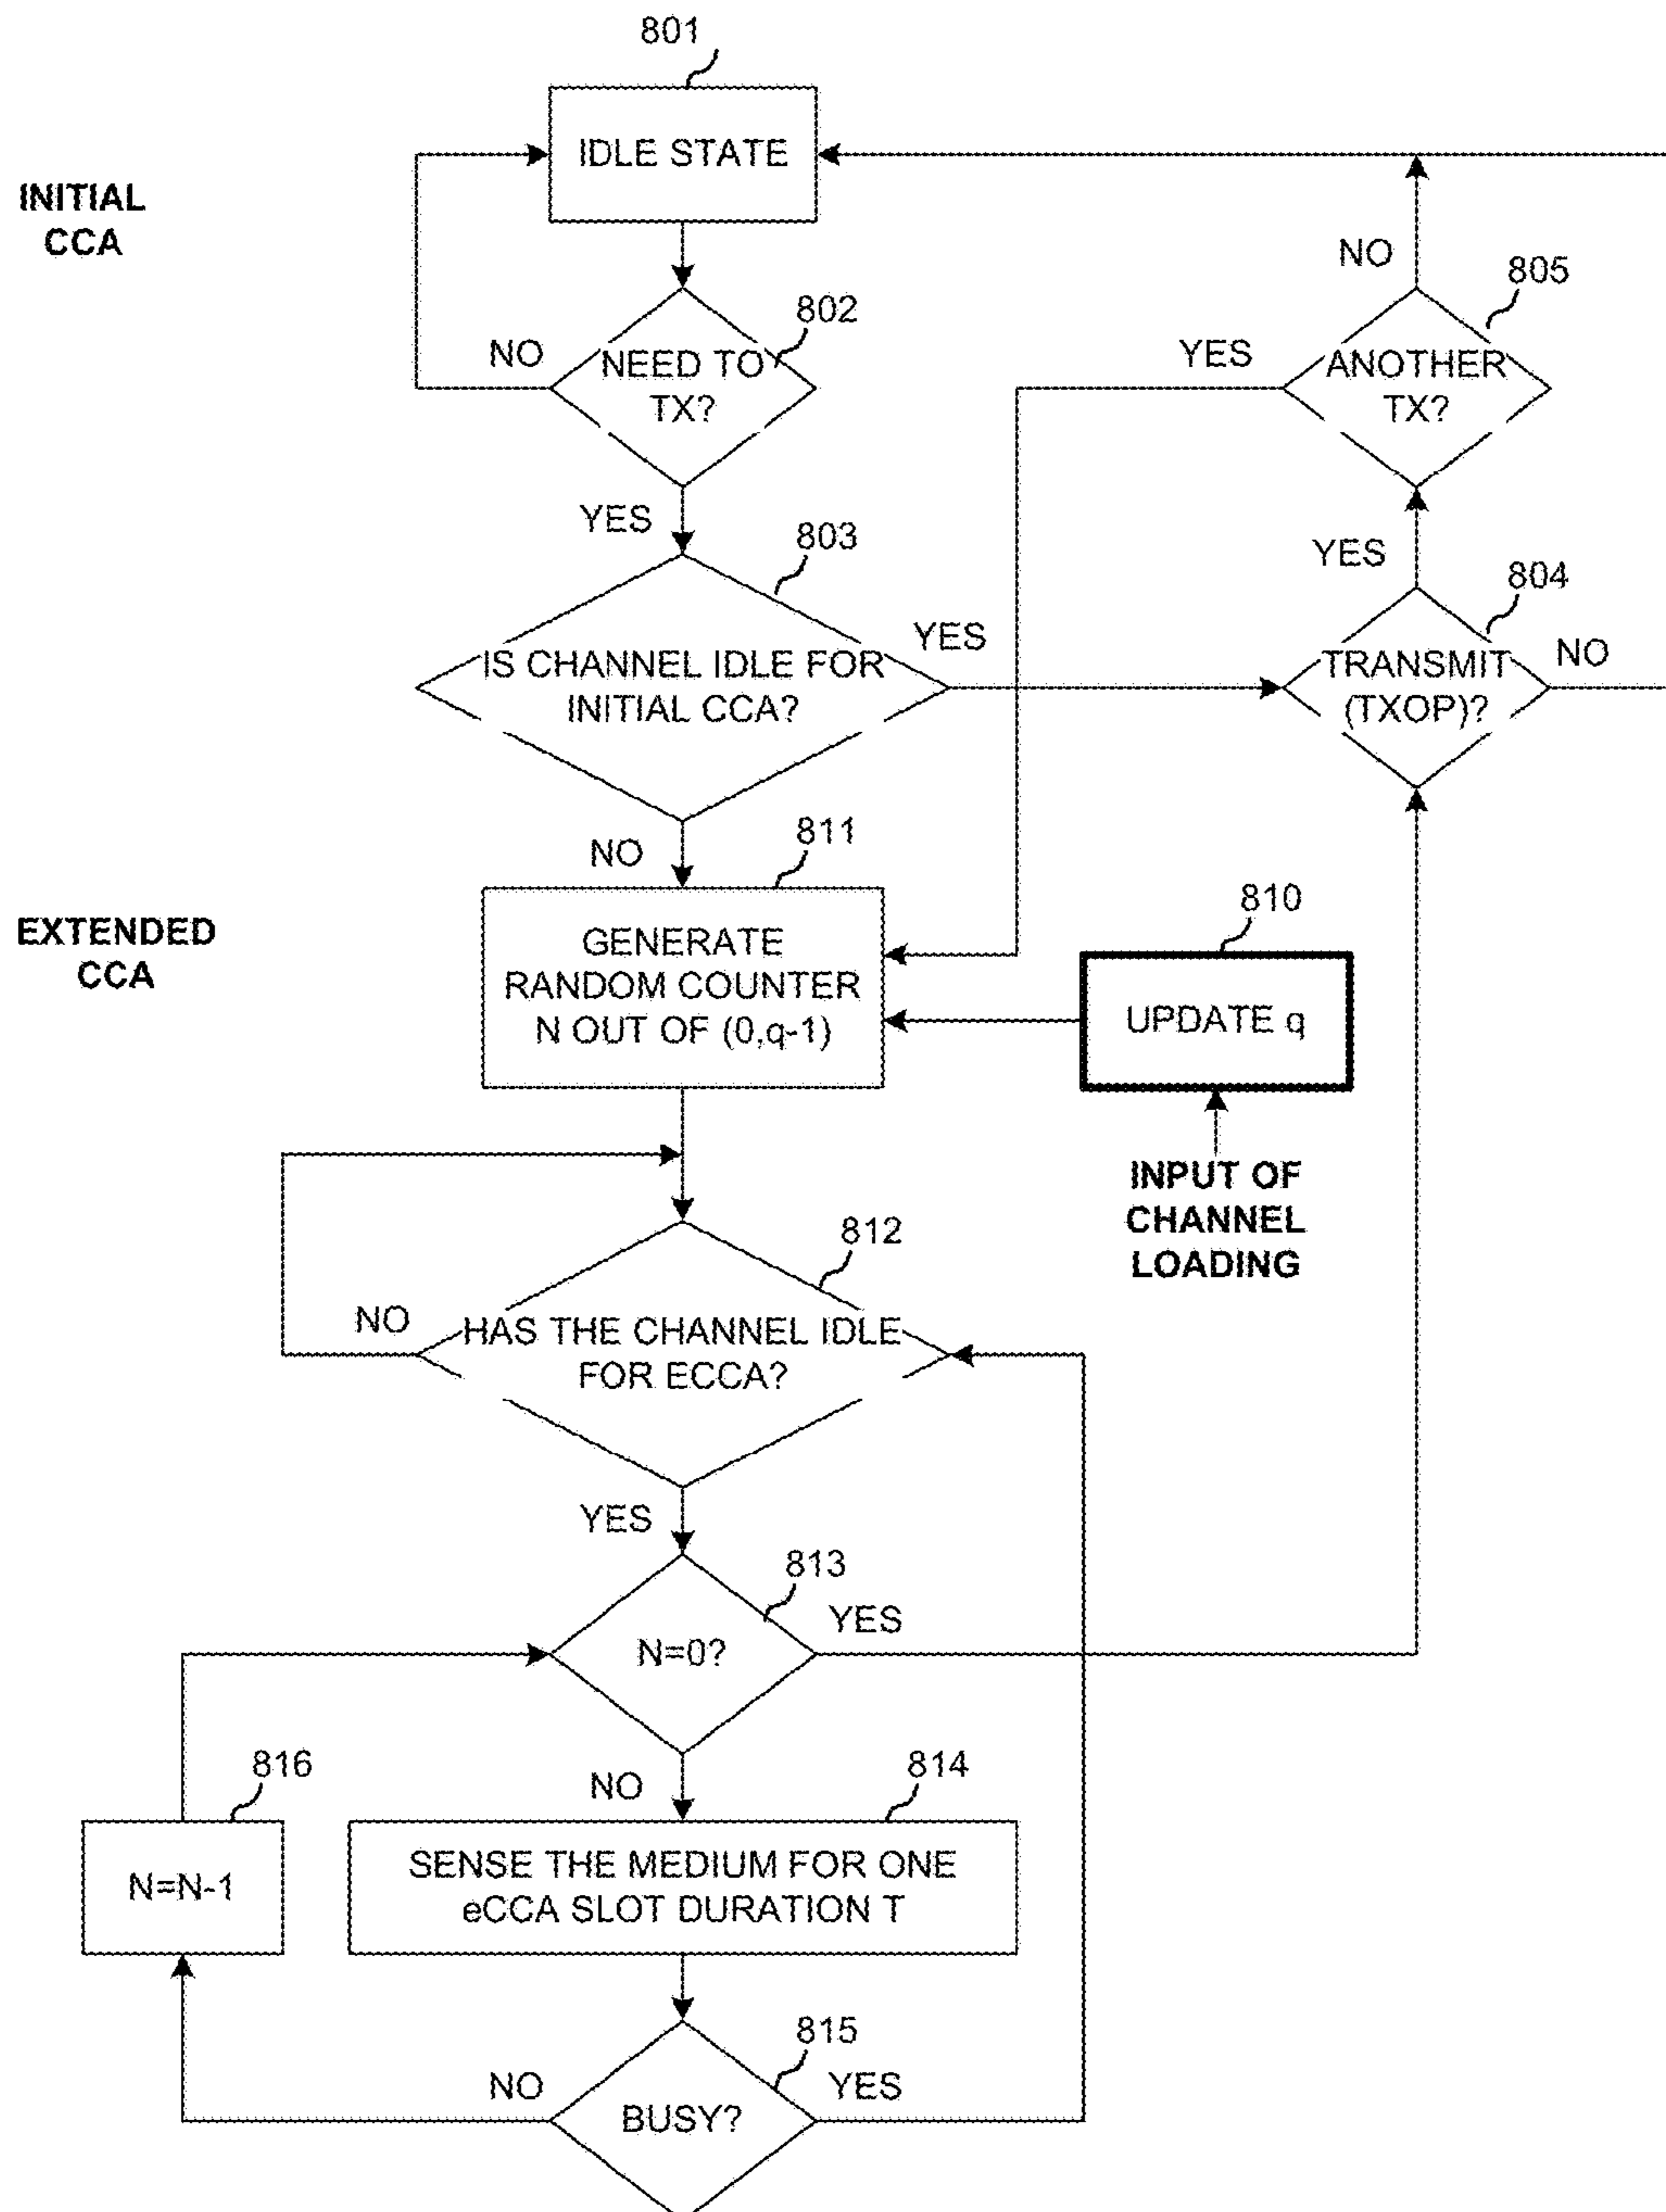 801
IDLE STATE
INITIAL
CCA
802
NO
NEED TO
TX?
YES
NO
805
YES
ANOTHER
TX?
803
IS CHANNEL IDLE FOR
INITIAL CCA?
YES
YES
804
TRANSMIT
(TXOP)?
NO
NO
811
EXTENDED
CCA
GENERATE
RANDOM COUNTER
N OUT OF (0,q-1)
810
UPDATE q
INPUT OF
CHANNEL
LOADING
812
NO
HAS THE CHANNEL IDLE
FOR ECCA?
YES
813
N=0?
YES
NO
816
N=N-1
814
SENSE THE MEDIUM FOR ONE
eCCA SLOT DURATION T
815
NO
BUSY?
YES